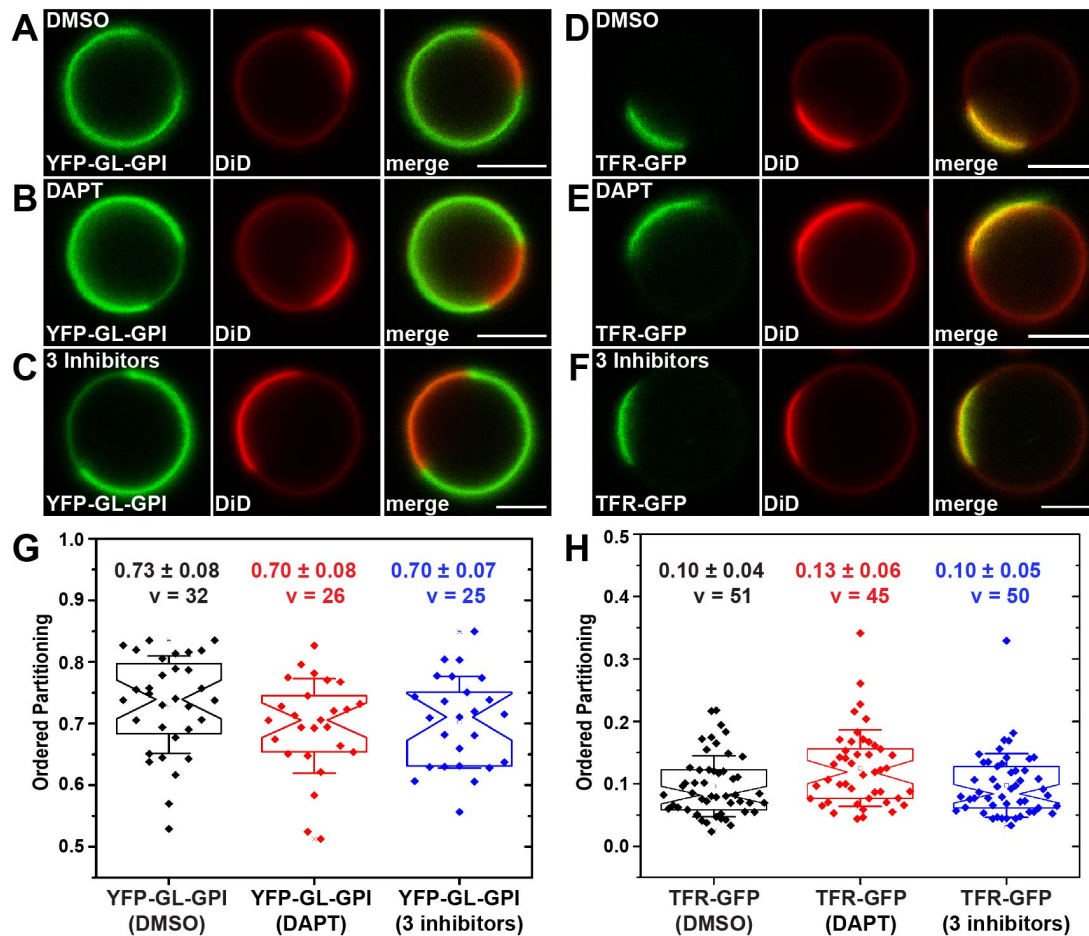 A DMSO
YFP-GL-GPI DiD merge
B DAPT
YFP-GL-GPI DiD merge
C 3 Inhibitors
YFP-GL-GPI DiD merge
D DMSO
TFR-GFP DiD merge
E DAPT
TFR-GFP DiD merge
F 3 Inhibitors
TFR-GFP DiD merge
G
Ordered Partitioning
1.0
0.9
0.8
0.7
0.6
0.5
0.73 ± 0.08 0.70 ± 0.08 0.70 ± 0.07
v = 32 v = 26 v = 25
YFP-GL-GPI YFP-GL-GPI YFP-GL-GPI
(DMSO) (DAPT) (3 inhibitors)
H
Ordered Partitioning
0.5
0.4
0.3
0.2
0.1
0.0
0.10 ± 0.04 0.13 ± 0.06 0.10 ± 0.05
v = 51 v = 45 v = 50
TFR-GFP TFR-GFP TFR-GFP
(DMSO) (DAPT) (3 inhibitors)